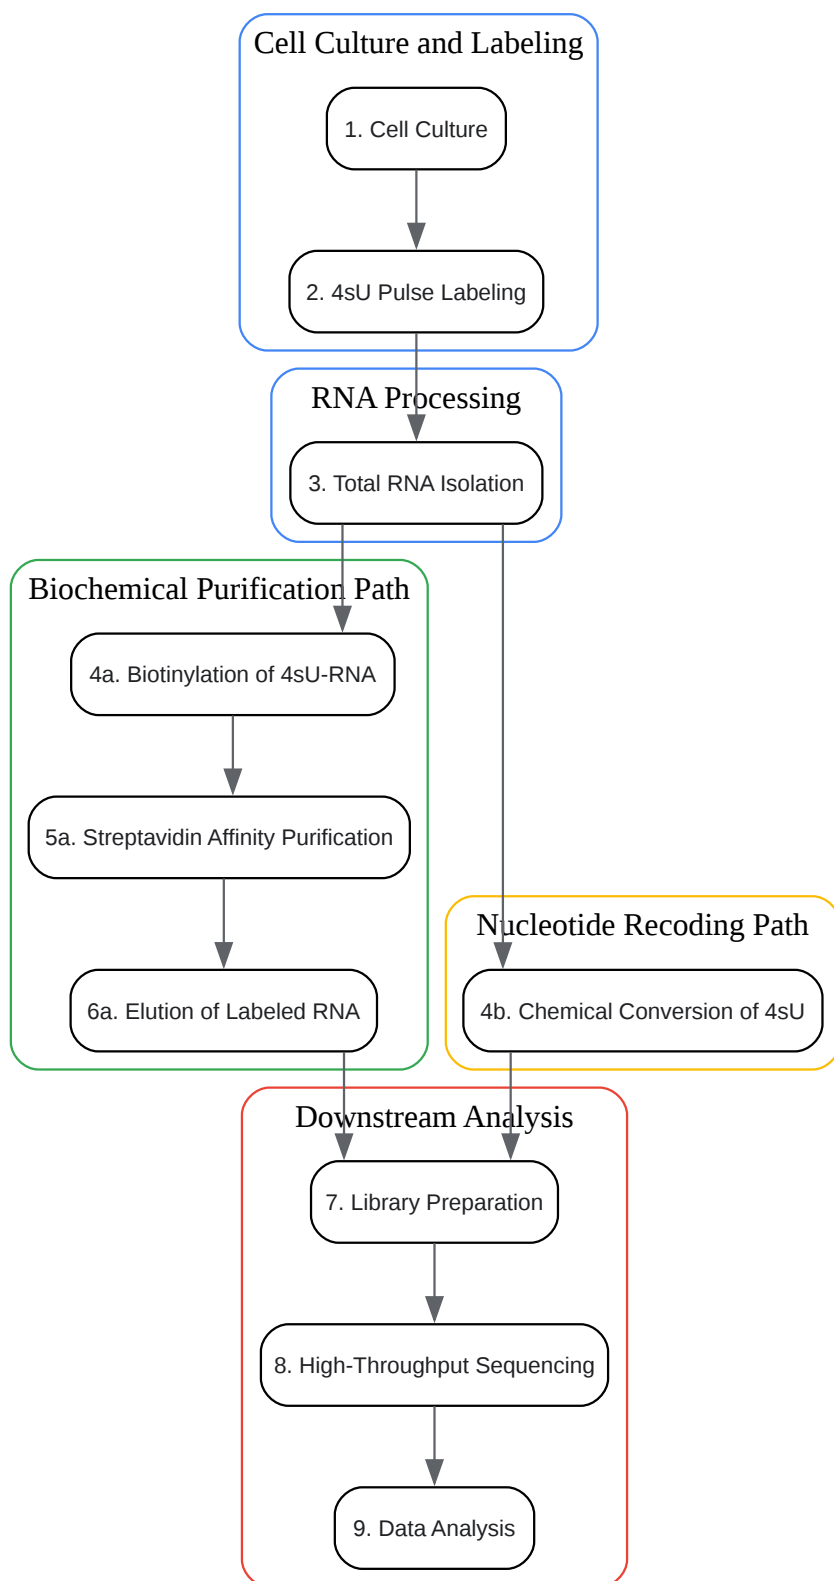 Cell Culture and Labeling
1. Cell Culture
2. 4sU Pulse Labeling
RNA Processing
3. Total RNA Isolation
Biochemical Purification Path
4a. Biotinylation of 4sU-RNA
5a. Streptavidin Affinity Purification
6a. Elution of Labeled RNA
Nucleotide Recoding Path
4b. Chemical Conversion of 4sU
Downstream Analysis
7. Library Preparation
8. High-Throughput Sequencing
9. Data Analysis